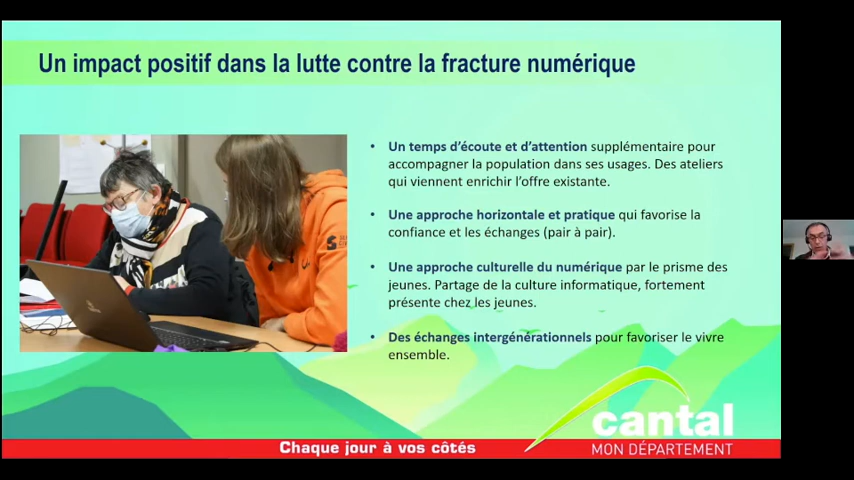 Un impact positif dans la lutte contre la fracture numérique
• Un temps d'écoute et d'attention supplémentaire pour
accompagner la population dans ses usages. Des ateliers
qui viennent enrichir l'offre existante.
• Une approche horizontale et pratique qui favorise la
confiance et les échanges (pair à pair).
• Une approche culturelle du numérique par le prisme des
jeunes. Partage de la culture informatique, fortement
présente chez les jeunes.
• Des échanges intergénérationnels pour favoriser le vivre
ensemble.
cantal
MON DÉPARTEMENT
Chaque jour à vos côtés